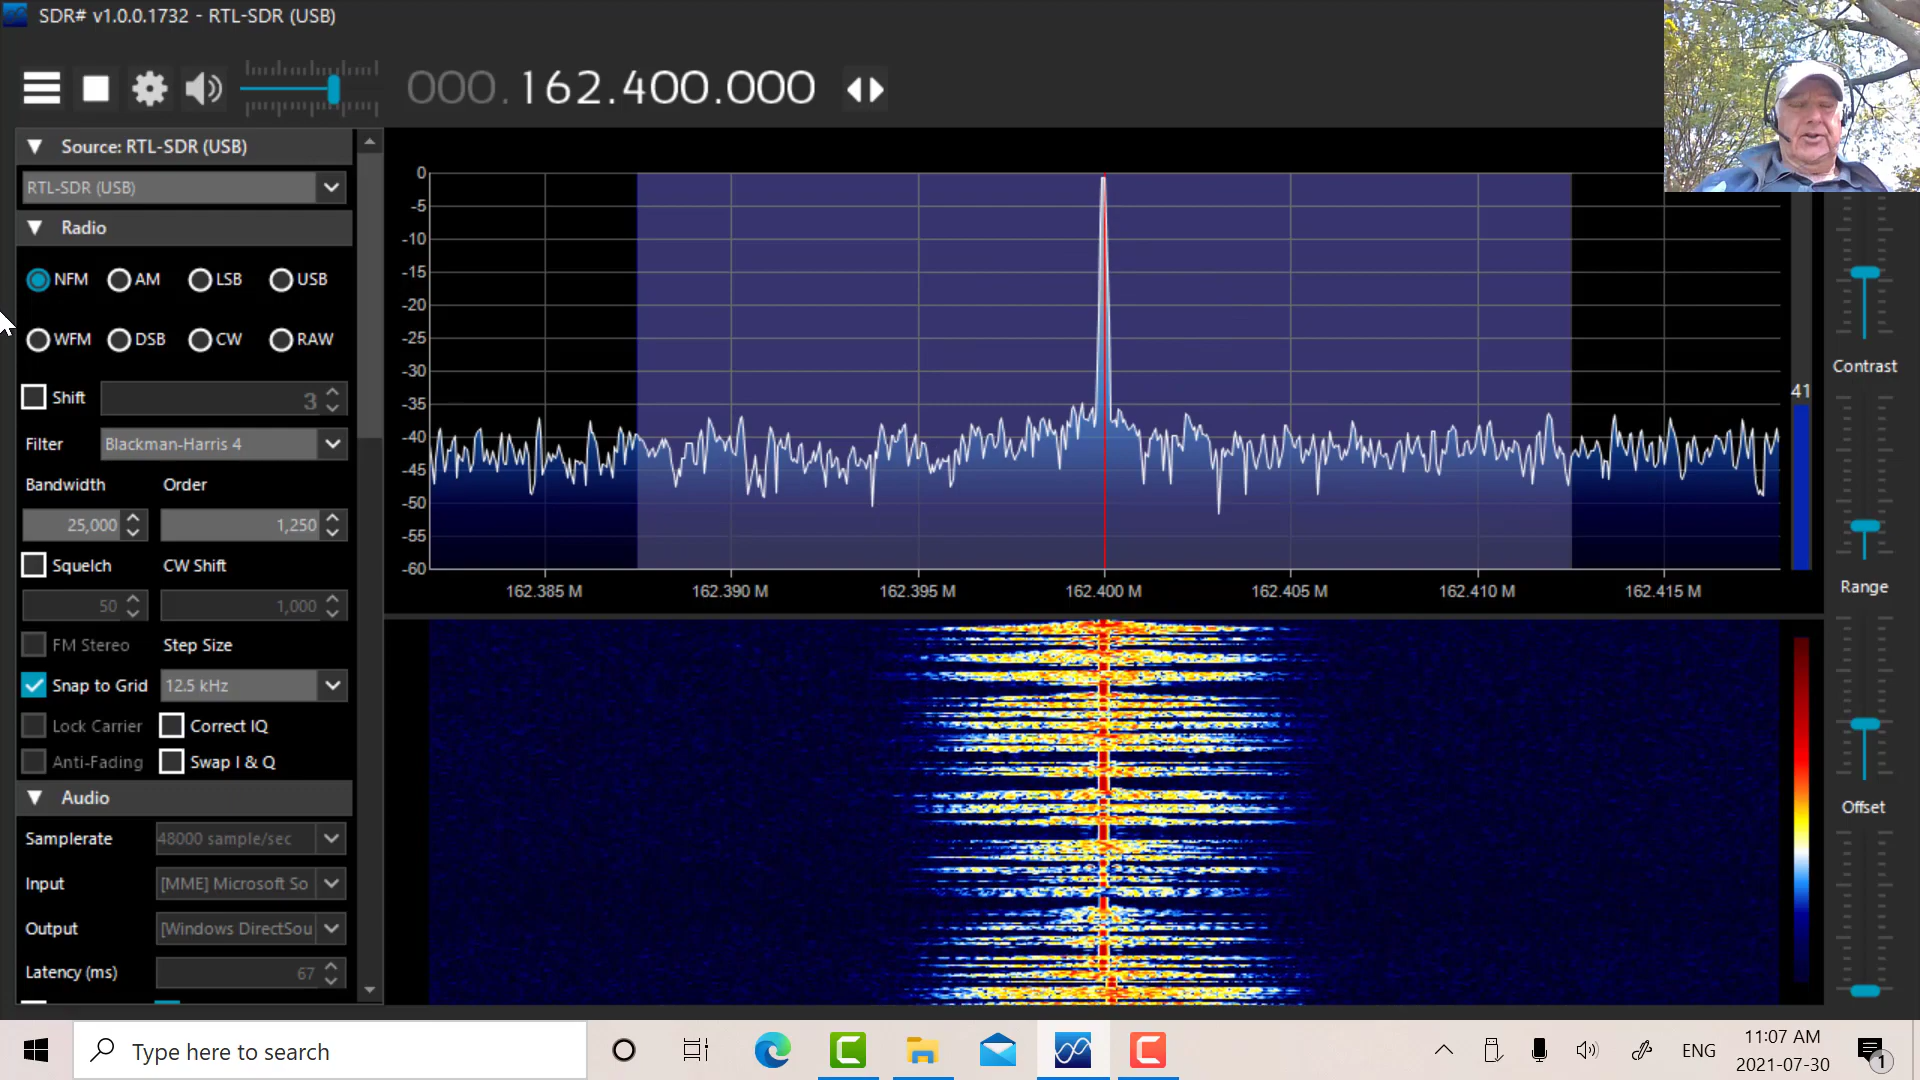 SDR# v1.0.0.1732 - RTL-SDR (USB)
000.162.400.000
Source: RTL-SDR (USB)
RTL-SDR (USB)
Radio
NFM AM LSB USB
WFM DSB CW RAW
Shift 3
Filter Blackman-Harris 4
Bandwidth Order
25,000 1,250
Squelch CW Shift
50 1,000
FM Stereo Step Size
Snap to Grid 12.5 kHz
Lock Carrier Correct IQ
Anti-Fading Swap I & Q
Audio
Samplerate 48000 sample/sec
Input [MME] Microsoft So
Output [Windows DirectSou
Latency (ms) 67
0
-5
-10
-15
-20
-25
-30
-35
-40
-45
-50
-55
-60
162.385 M 162.390 M 162.395 M 162.400 M 162.405 M 162.410 M 162.415 M
41
Contrast
Range
Offset
Type here to search
ENG
11:07 AM
2021-07-30
1